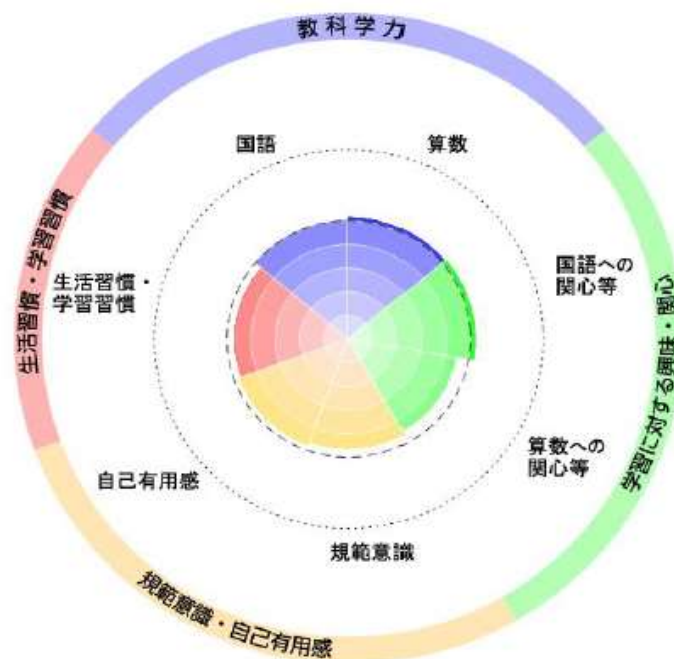 教科学力
国語
算数
生活習慣・学習習慣
生活習慣・
学習習慣
国語への
関心等
学習に対する興味・関心
算数への
関心等
自己有用感
規範意識
規範意識・自己有用感